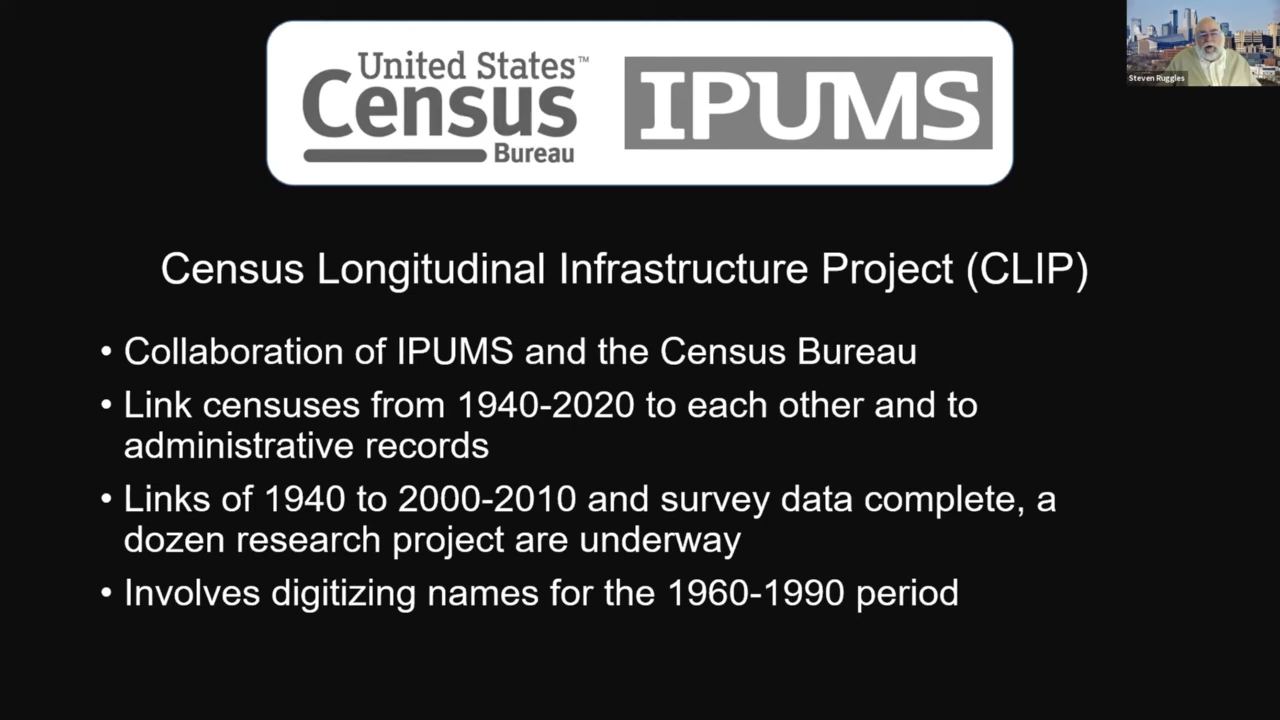 United States™
Census
Bureau
IPUMS
Steven Ruggles
Census Longitudinal Infrastructure Project (CLIP)
• Collaboration of IPUMS and the Census Bureau
• Link censuses from 1940-2020 to each other and to
administrative records
• Links of 1940 to 2000-2010 and survey data complete, a
dozen research project are underway
• Involves digitizing names for the 1960-1990 period